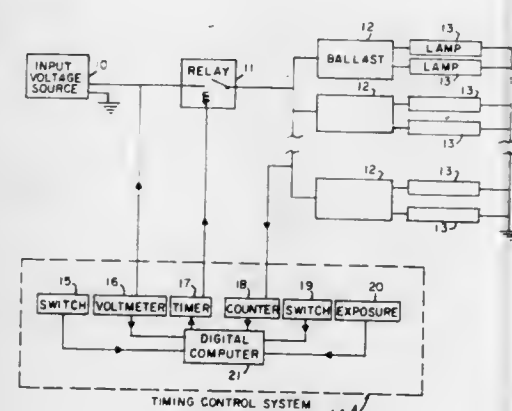 INPUT
VOLTAGE
SOURCE
10
RELAY
11
12
BALLAST
13
LAMP
LAMP
13
12
13
13
12
13
13
15
16
17
18
19
20
SWITCH
VOLTMETER
TIMER
COUNTER
SWITCH
EXPOSURE
DIGITAL
COMPUTER
21
TIMING CONTROL SYSTEM